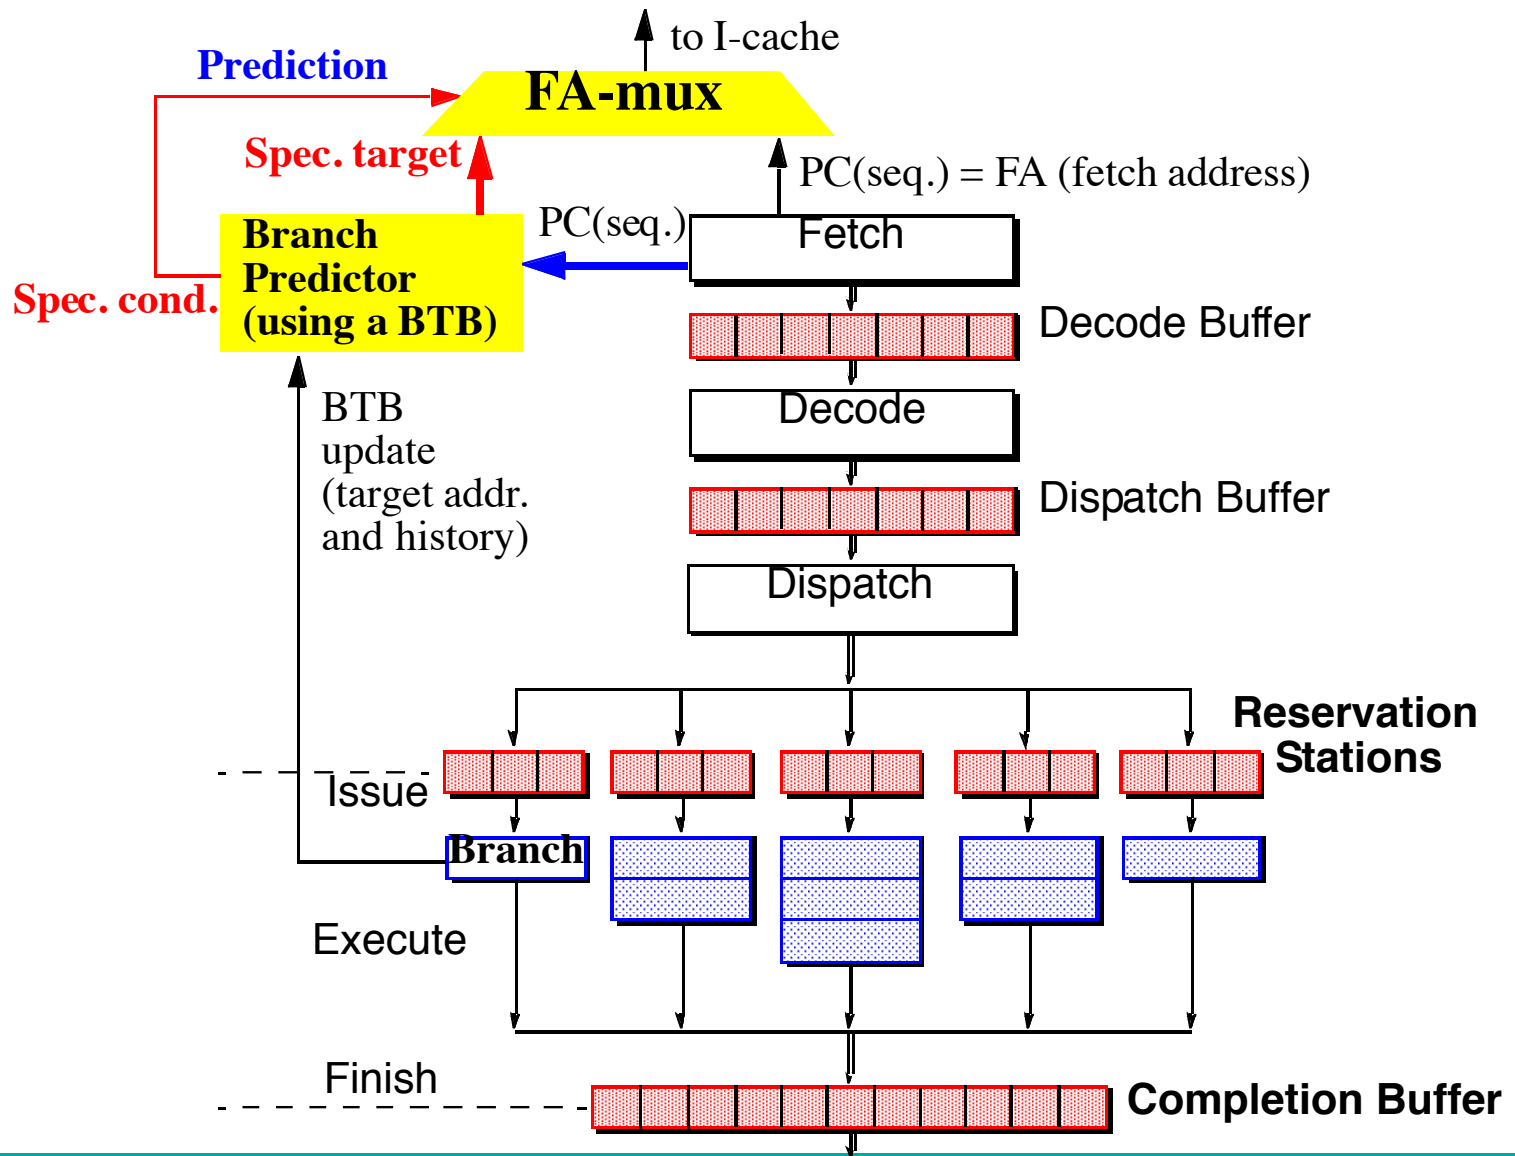 to I-cache
Prediction
FA-mux
Spec. target
PC(seq.) = FA (fetch address)
PC(seq.)
Fetch
Branch
Predictor
(using a BTB)
Spec. cond.
Decode Buffer
BTB
update
(target addr.
and history)
Decode
Dispatch Buffer
Dispatch
Reservation
Stations
Issue
Branch
Execute
Finish
Completion Buffer